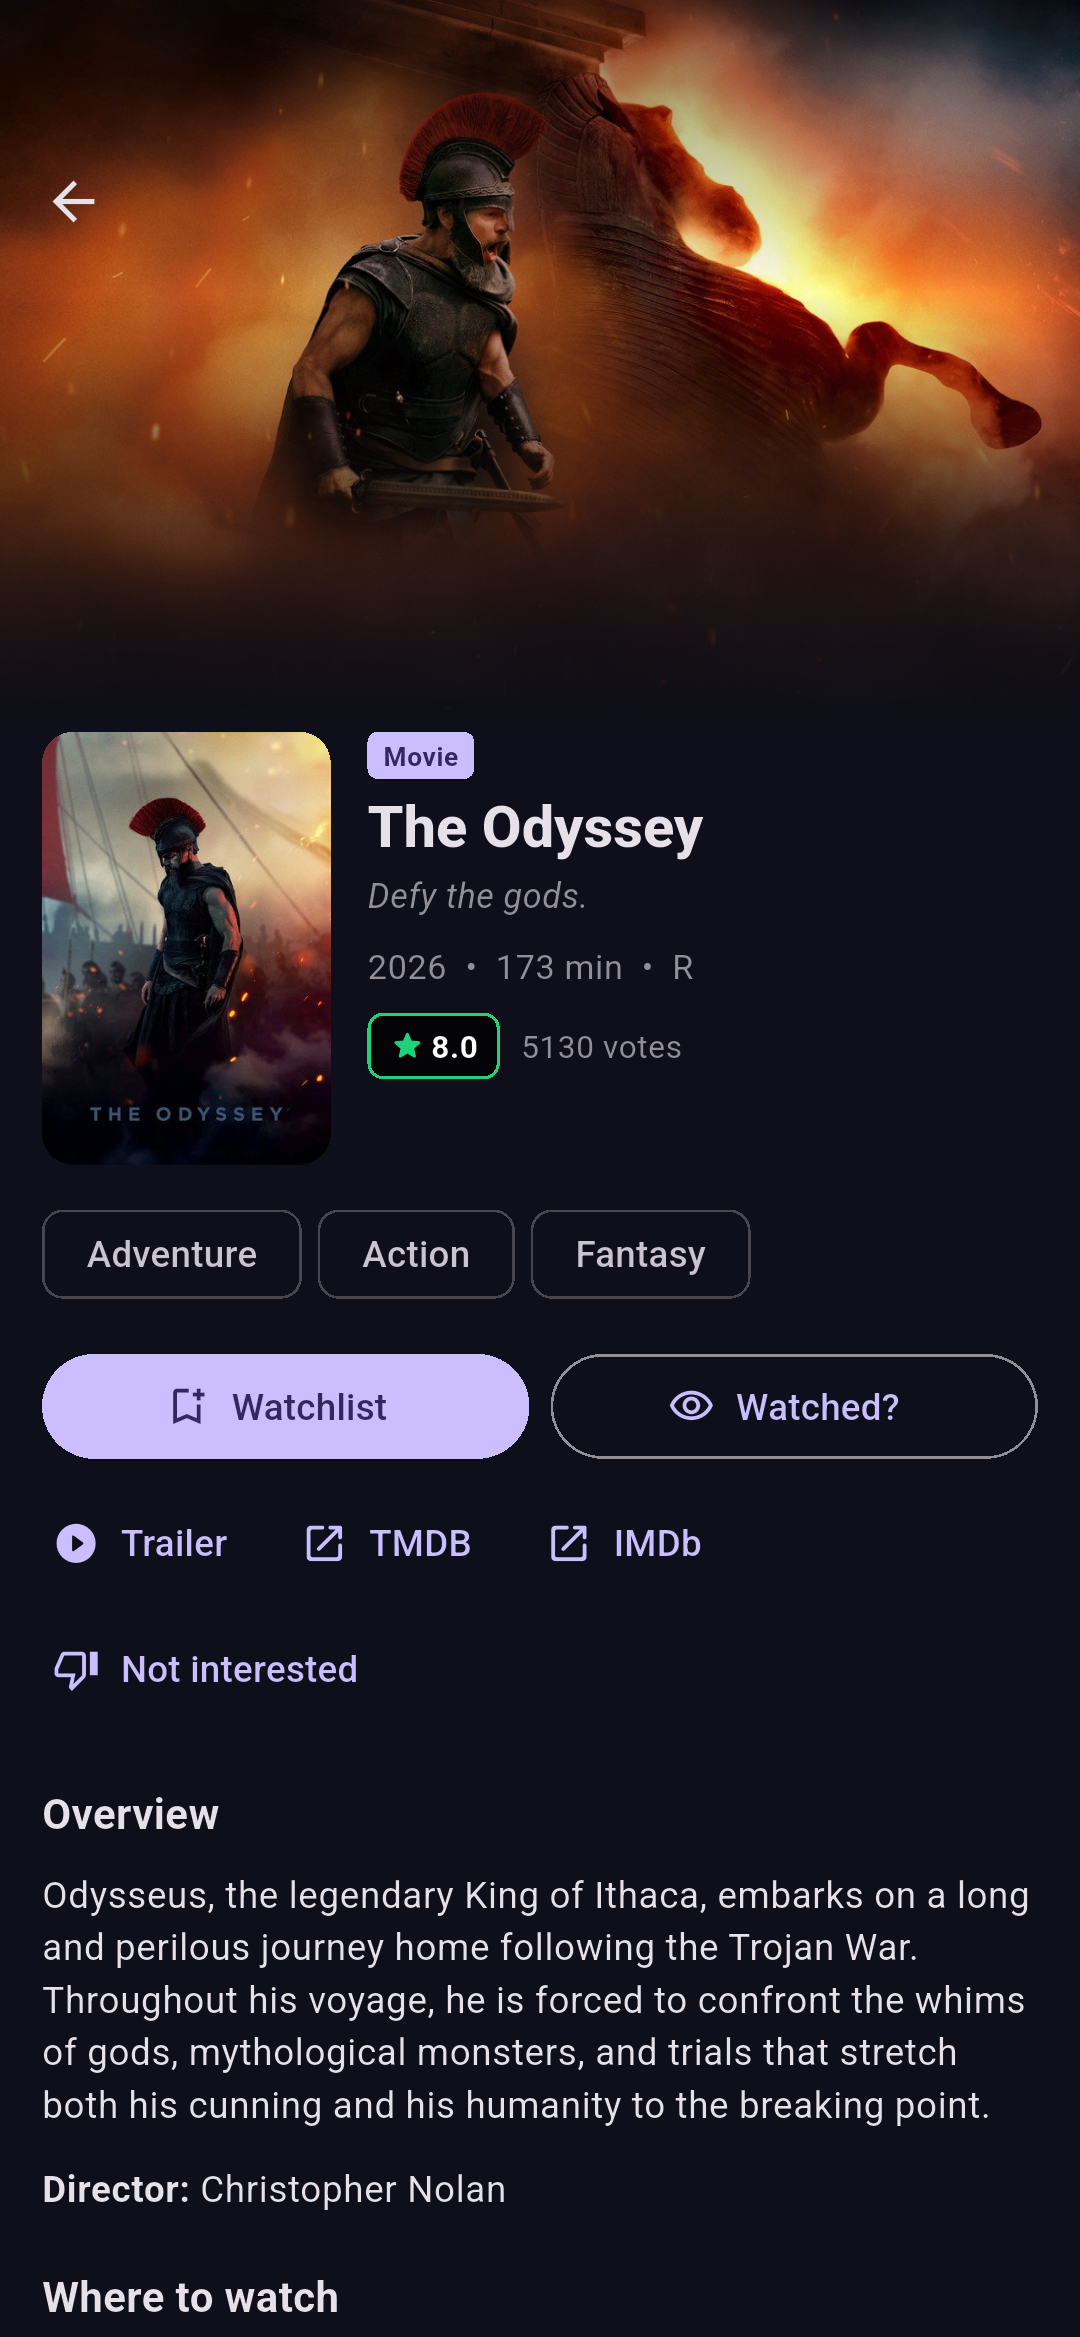 Movie
The Odyssey
Defy the gods.
2026 • 173 min • R
8.0 5130 votes
THE ODYSSEY
Adventure Action Fantasy
Watchlist Watched?
Trailer TMDB IMDb
Not interested
Overview
Odysseus, the legendary King of Ithaca, embarks on a long
and perilous journey home following the Trojan War.
Throughout his voyage, he is forced to confront the whims
of gods, mythological monsters, and trials that stretch
both his cunning and his humanity to the breaking point.
Director: Christopher Nolan
Where to watch